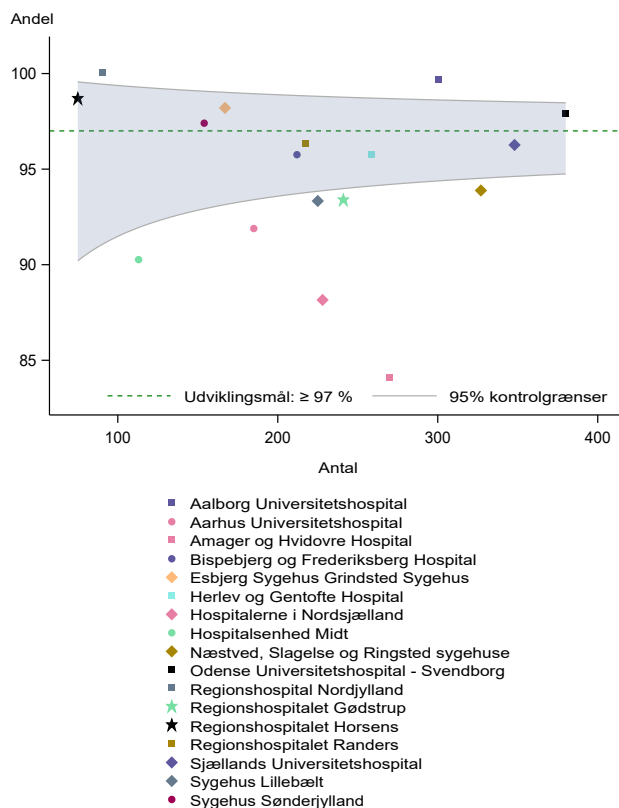 Andel
100
95
90
85
Udviklingsmål: ≥ 97 % 95% kontrolgrænser
100 200 300 400
Antal
Aalborg Universitetshospital
Aarhus Universitetshospital
Amager og Hvidovre Hospital
Bispebjerg og Frederiksberg Hospital
Esbjerg Sygehus Grindsted Sygehus
Herlev og Gentofte Hospital
Hospitalerne i Nordsjælland
Hospitalsenhed Midt
Næstved, Slagelse og Ringsted sygehuse
Odense Universitetshospital - Svendborg
Regionshospital Nordjylland
Regionshospitalet Gødstrup
Regionshospitalet Horsens
Regionshospitalet Randers
Sjællands Universitetshospital
Sygehus Lillebælt
Sygehus Sønderjylland